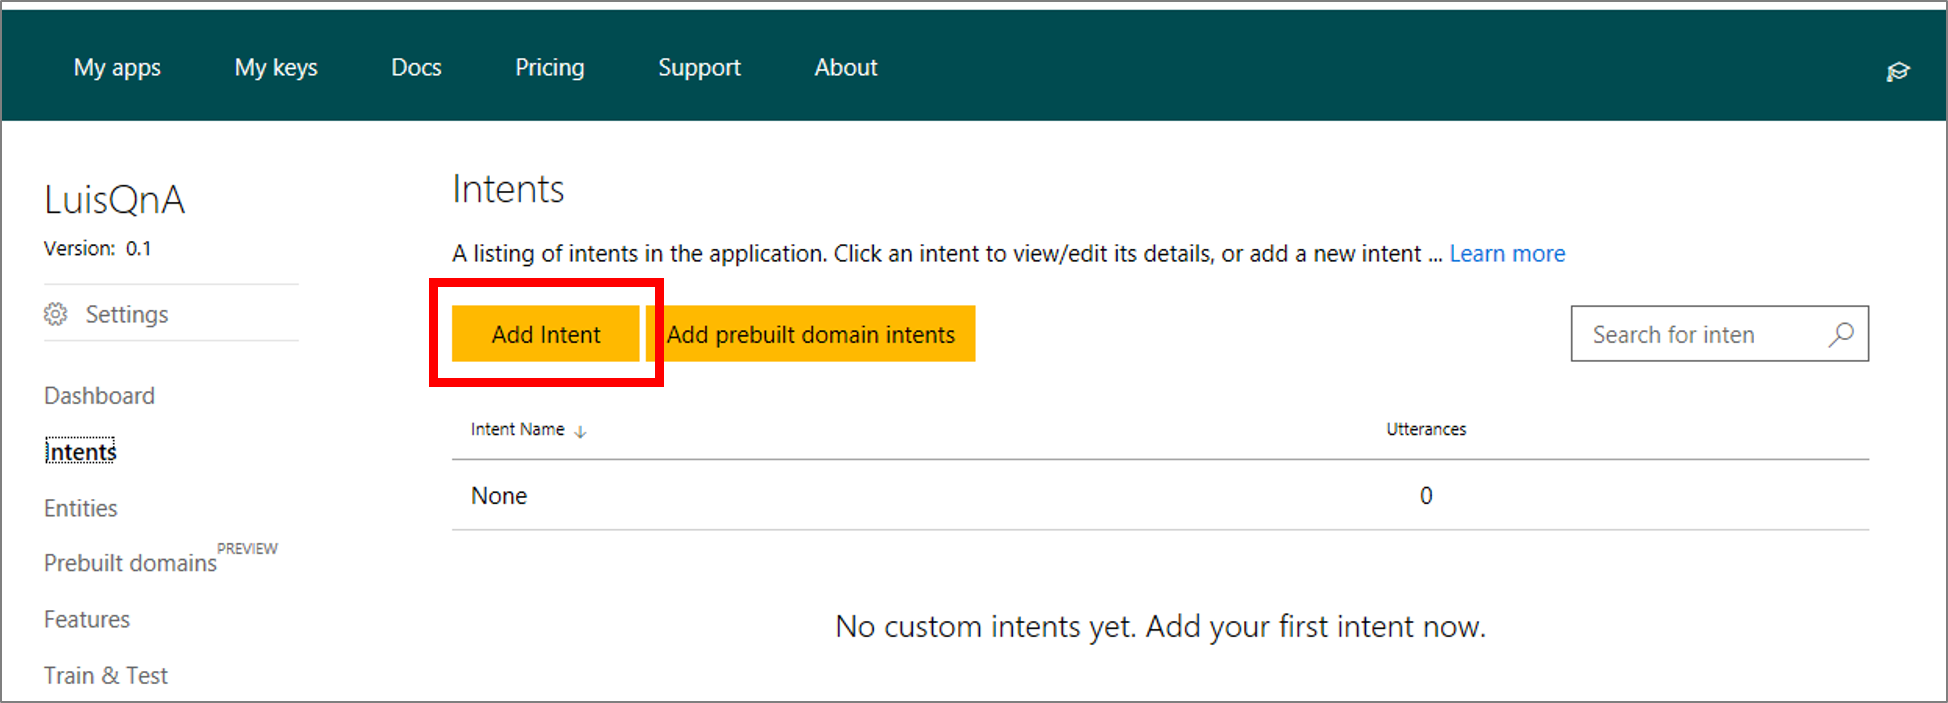 My apps My keys Docs Pricing Support About
LuisQnA
Version: 0.1
Settings
Dashboard
Intents
Entities
Prebuilt domains PREVIEW
Features
Train & Test
Intents
A listing of intents in the application. Click an intent to view/edit its details, or add a new intent ... Learn more
Add Intent Add prebuilt domain intents Search for inten
Intent Name Utterances
None 0
No custom intents yet. Add your first intent now.